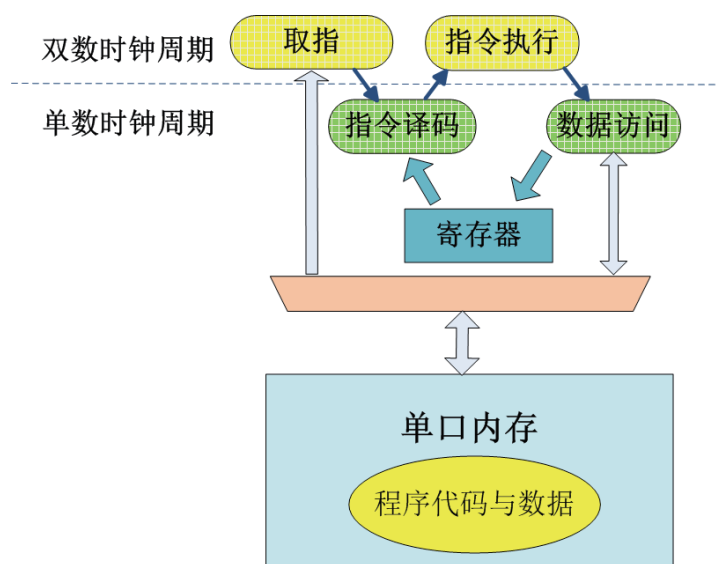 双数时钟周期
取指
指令执行
单数时钟周期
指令译码
数据访问
寄存器
单口内存
程序代码与数据